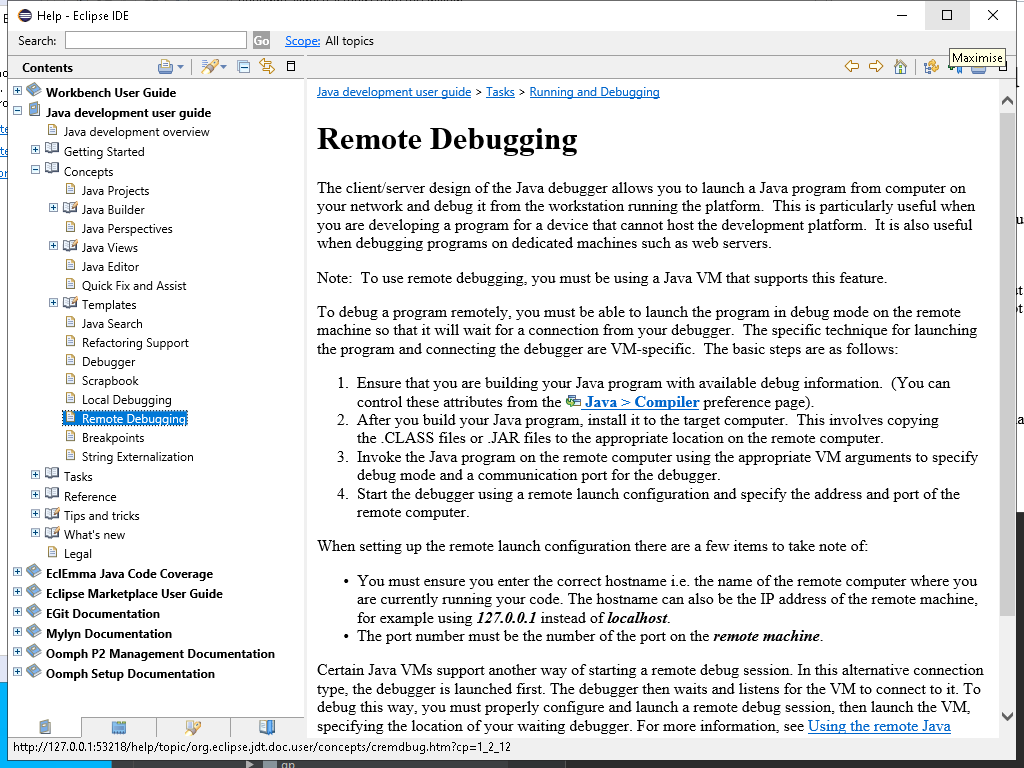 Help - Eclipse IDE
Search:
Go
Scope: All topics
Maximise
Contents
Workbench User Guide
Java development user guide
Java development overview
Getting Started
Concepts
Java Projects
Java Builder
Java Perspectives
Java Views
Java Editor
Quick Fix and Assist
Templates
Java Search
Refactoring Support
Debugger
Scrapbook
Local Debugging
Remote Debugging
Breakpoints
String Externalization
Tasks
Reference
Tips and tricks
What's new
Legal
EclEmma Java Code Coverage
Eclipse Marketplace User Guide
EGit Documentation
Mylyn Documentation
Oomph P2 Management Documentation
Oomph Setup Documentation
Java development user guide > Tasks > Running and Debugging
Remote Debugging
The client/server design of the Java debugger allows you to launch a Java program from computer on
your network and debug it from the workstation running the platform.  This is particularly useful when
you are developing a program for a device that cannot host the development platform.  It is also useful
when debugging programs on dedicated machines such as web servers.
Note:  To use remote debugging, you must be using a Java VM that supports this feature.
To debug a program remotely, you must be able to launch the program in debug mode on the remote
machine so that it will wait for a connection from your debugger.  The specific technique for launching
the program and connecting the debugger are VM-specific.  The basic steps are as follows:
1. Ensure that you are building your Java program with available debug information.  (You can
control these attributes from the Java > Compiler preference page).
2. After you build your Java program, install it to the target computer.  This involves copying
the .CLASS files or .JAR files to the appropriate location on the remote computer.
3. Invoke the Java program on the remote computer using the appropriate VM arguments to specify
debug mode and a communication port for the debugger.
4. Start the debugger using a remote launch configuration and specify the address and port of the
remote computer.
When setting up the remote launch configuration there are a few items to take note of:
• You must ensure you enter the correct hostname i.e. the name of the remote computer where you
are currently running your code. The hostname can also be the IP address of the remote machine,
for example using 127.0.0.1 instead of localhost.
• The port number must be the number of the port on the remote machine.
Certain Java VMs support another way of starting a remote debug session. In this alternative connection
type, the debugger is launched first. The debugger then waits and listens for the VM to connect to it. To
debug this way, you must properly configure and launch a remote debug session, then launch the VM,
specifying the location of your waiting debugger. For more information, see Using the remote Java
http://127.0.0.1:53218/help/topic/org.eclipse.jdt.doc.user/concepts/cremdbug.htm?cp=1_2_12